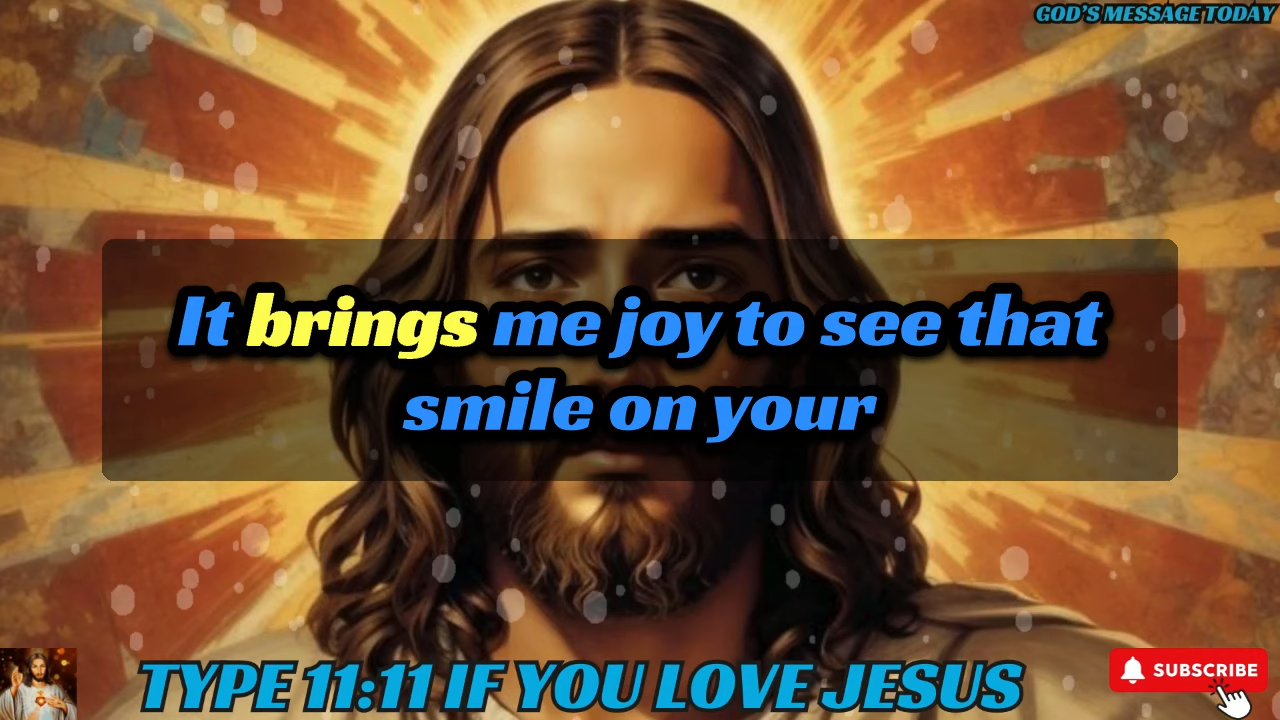 GOD'S MESSAGE TODAY
It brings me joy to see that
smile on your
TYPE 11:11 IF YOU LOVE JESUS
SUBSCRIBE